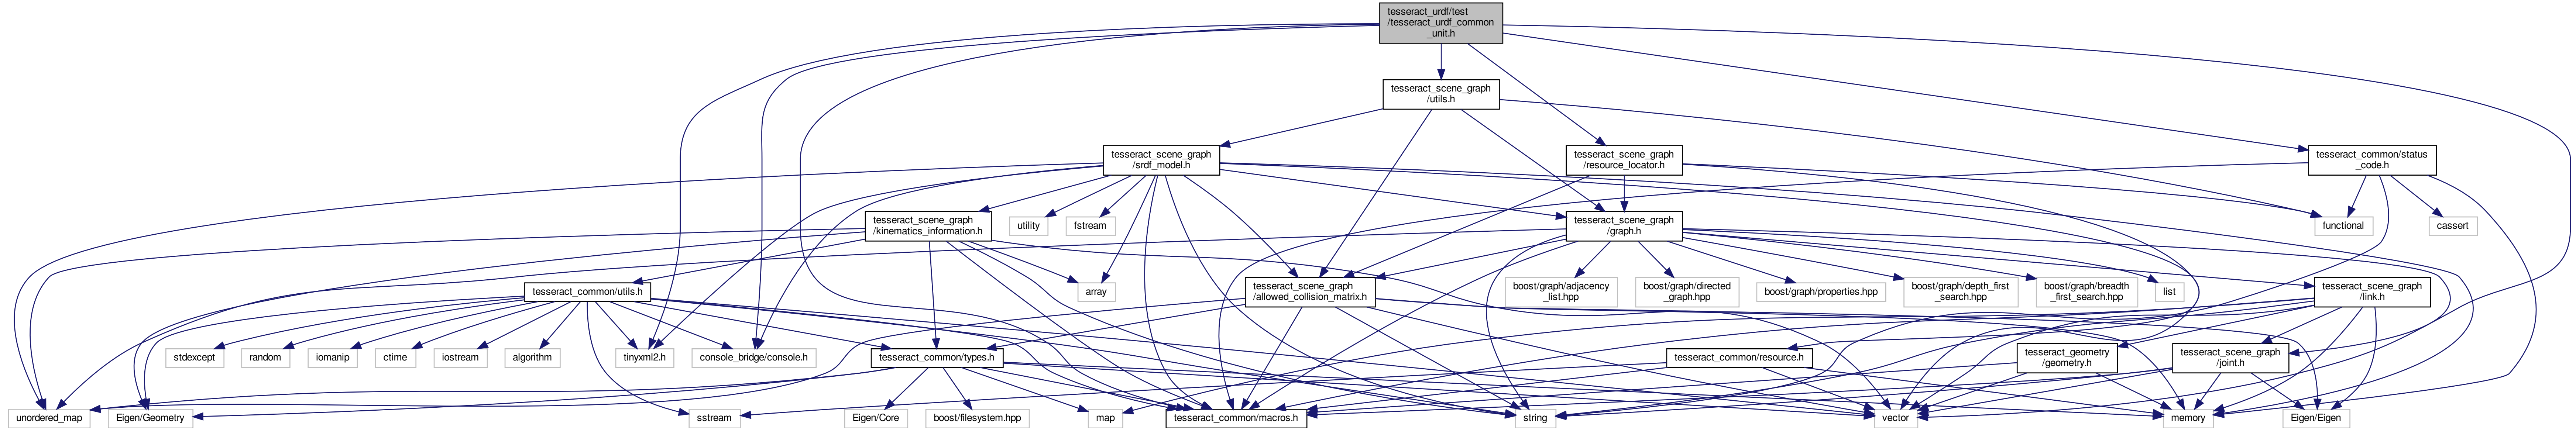 tesseract_urdf/test
/tesseract_urdf_common
_unit.h
tesseract_scene_graph
/utils.h
tesseract_scene_graph
/srdf_model.h
tesseract_scene_graph
/resource_locator.h
tesseract_common/status
_code.h
tesseract_scene_graph
/kinematics_information.h
utility
fstream
tesseract_scene_graph
/graph.h
functional
cassert
tesseract_common/utils.h
array
tesseract_scene_graph
/allowed_collision_matrix.h
boost/graph/adjacency
_list.hpp
boost/graph/directed
_graph.hpp
boost/graph/properties.hpp
boost/graph/depth_first
_search.hpp
boost/graph/breadth
_first_search.hpp
list
tesseract_scene_graph
/link.h
stdexcept
random
iomanip
ctime
iostream
algorithm
tinyxml2.h
console_bridge/console.h
tesseract_common/types.h
tesseract_common/resource.h
tesseract_geometry
/geometry.h
tesseract_scene_graph
/joint.h
unordered_map
Eigen/Geometry
sstream
Eigen/Core
boost/filesystem.hpp
map
tesseract_common/macros.h
string
vector
memory
Eigen/Eigen